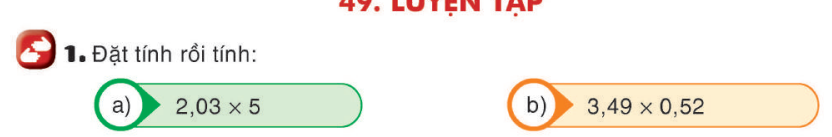 49. LUYỆN TẬP
1. Đặt tính rồi tính:
a) 2,03 × 5
b) 3,49 × 0,52